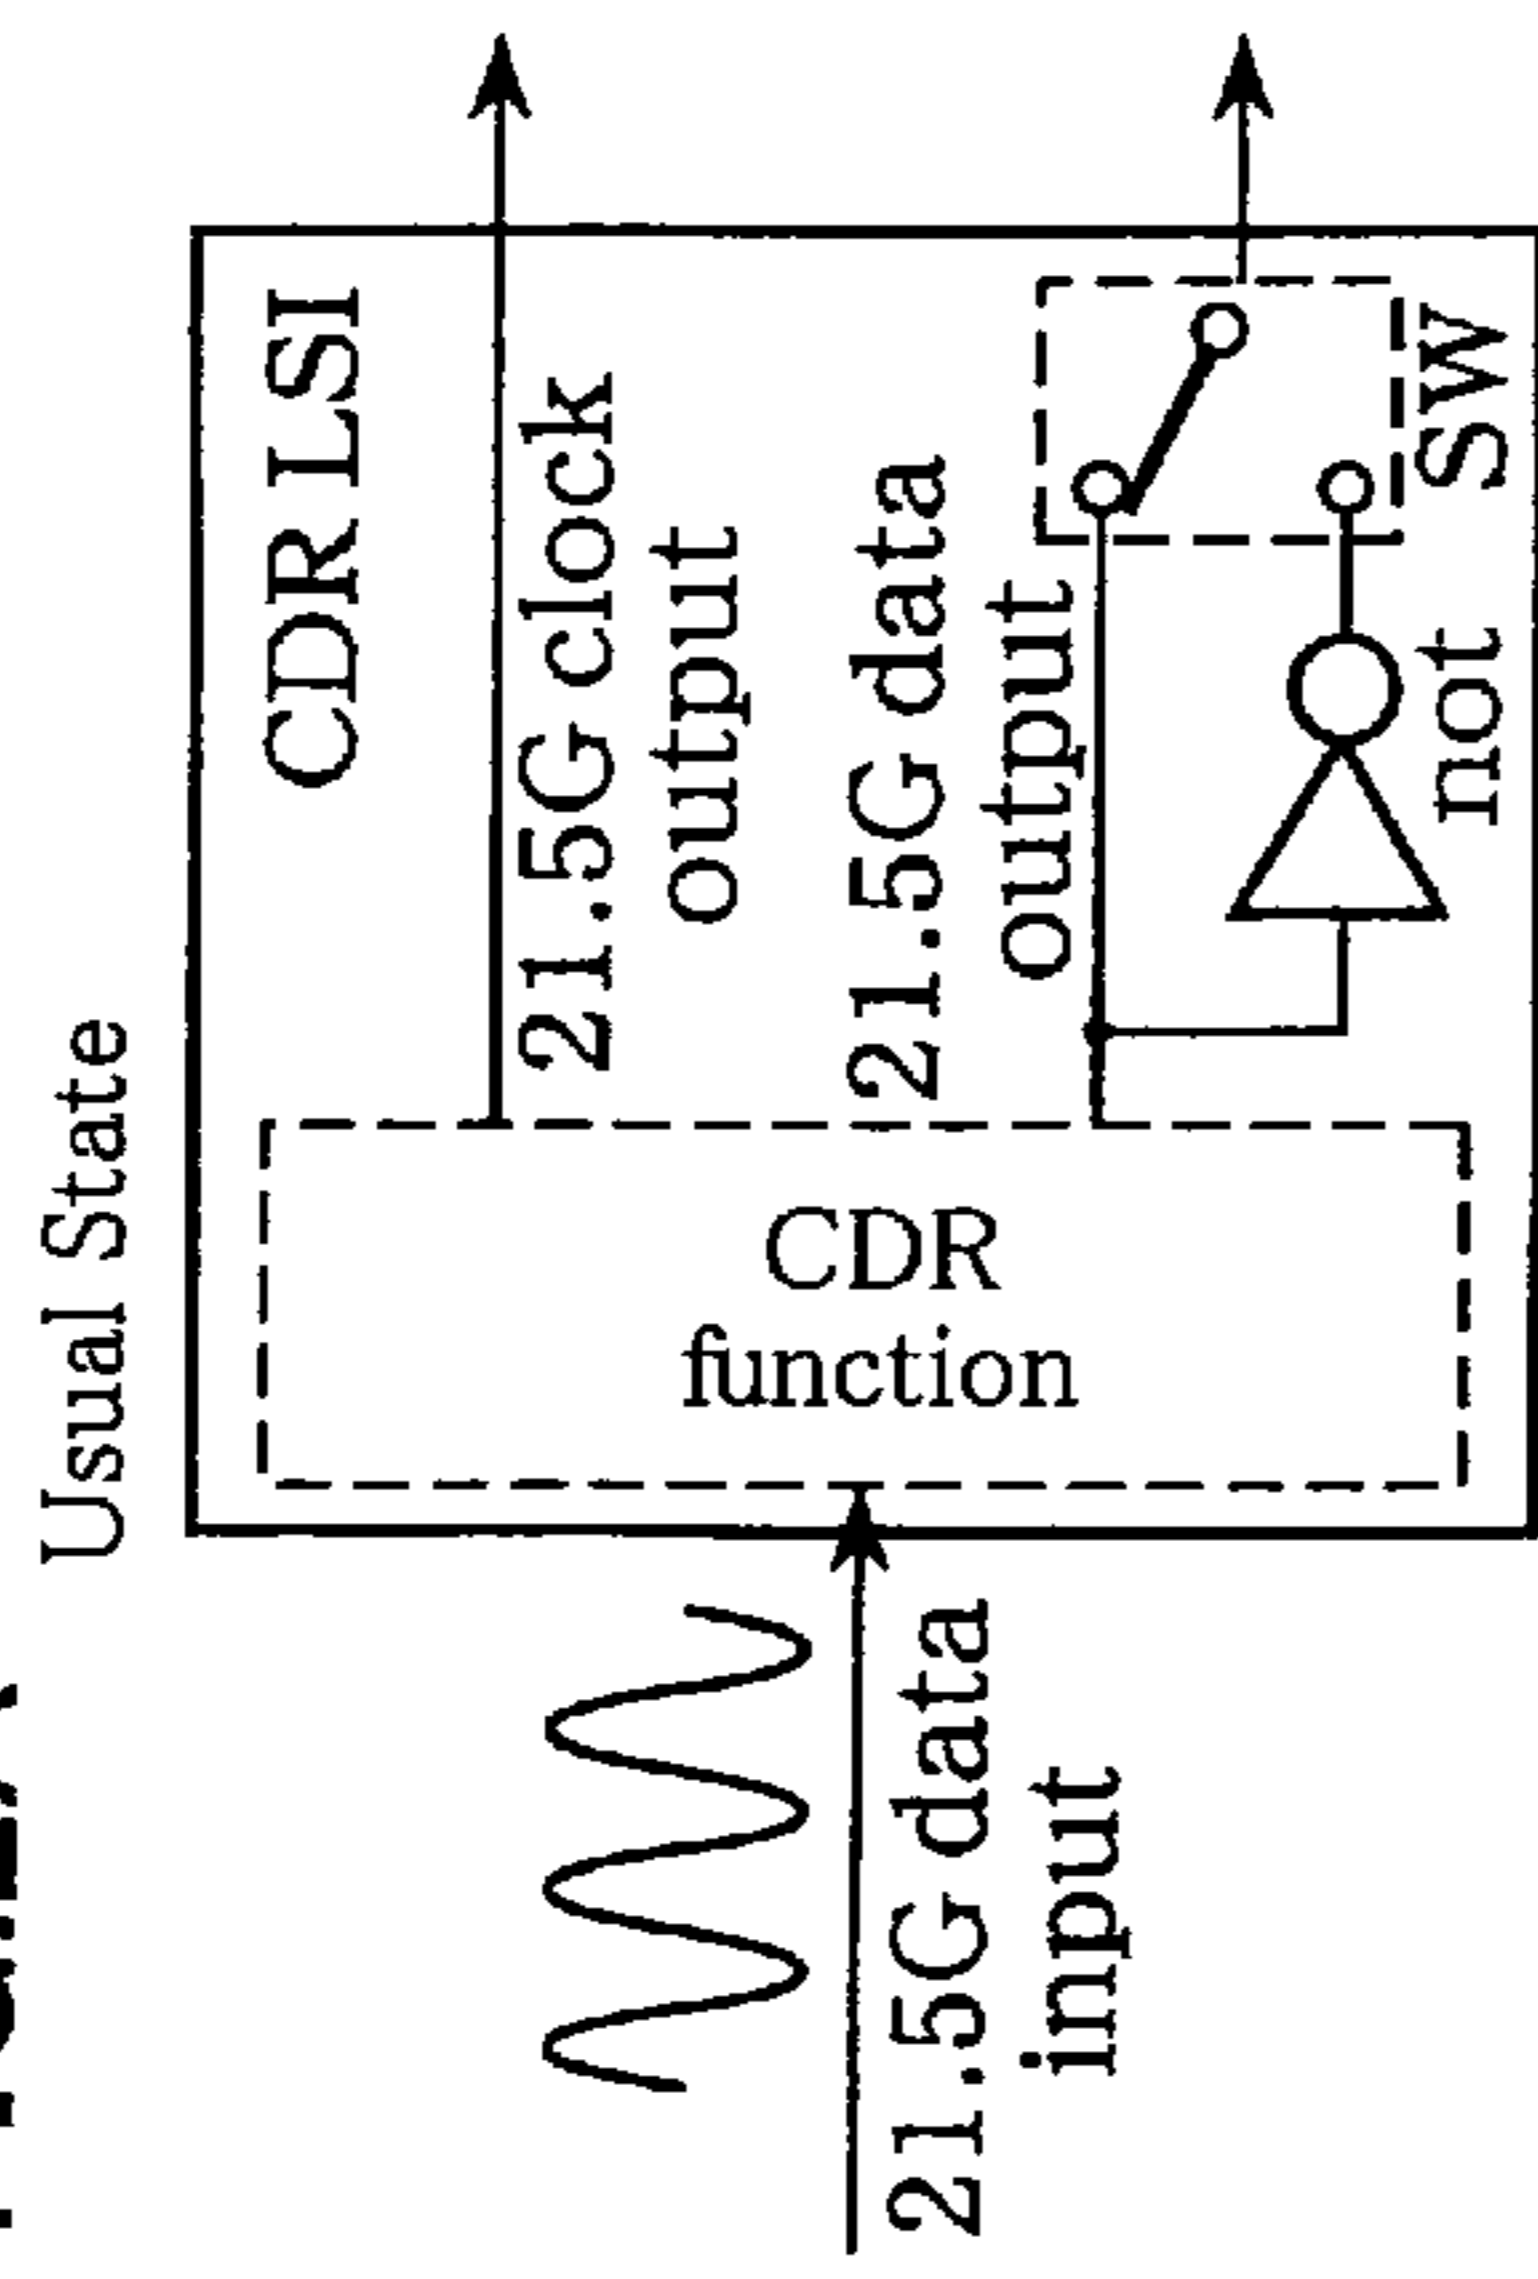 Usual State
CDR LSI
21.5G clock
output
21.5G data
output
CDR
function
not
SW
21.5G data
input